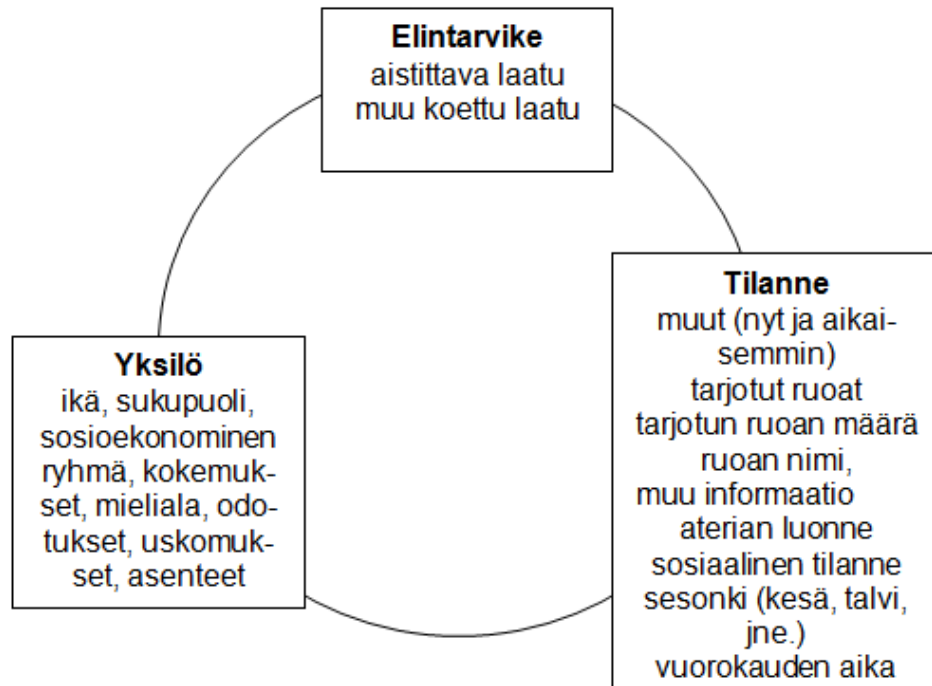 Elintarvike
aistittava laatu
muu koettu laatu
Yksilö
ikä, sukupuoli,
sosioekonominen
ryhmä, kokemuk-
set, mieliala, odo-
tukset, uskomuk-
set, asenteet
Tilanne
muut (nyt ja aikai-
semmin)
tarjotut ruoat
tarjotun ruoan määrä
ruoan nimi,
muu informaatio
aterian luonne
sosiaalinen tilanne
sesonki (kesä, talvi,
jne.)
vuorokauden aika